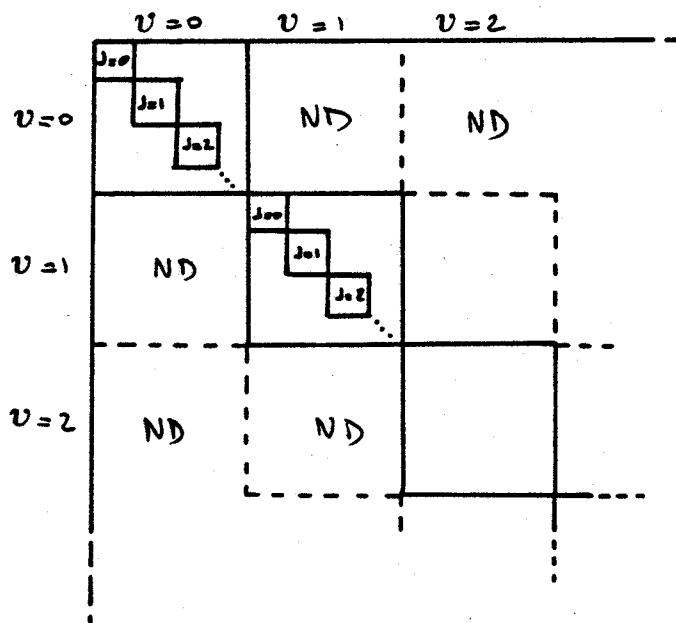 v=0 v=1 v=2
J=0
v=0 J=1 ND ND
J=2
J=0
v=1 ND J=1
J=2
v=2 ND ND